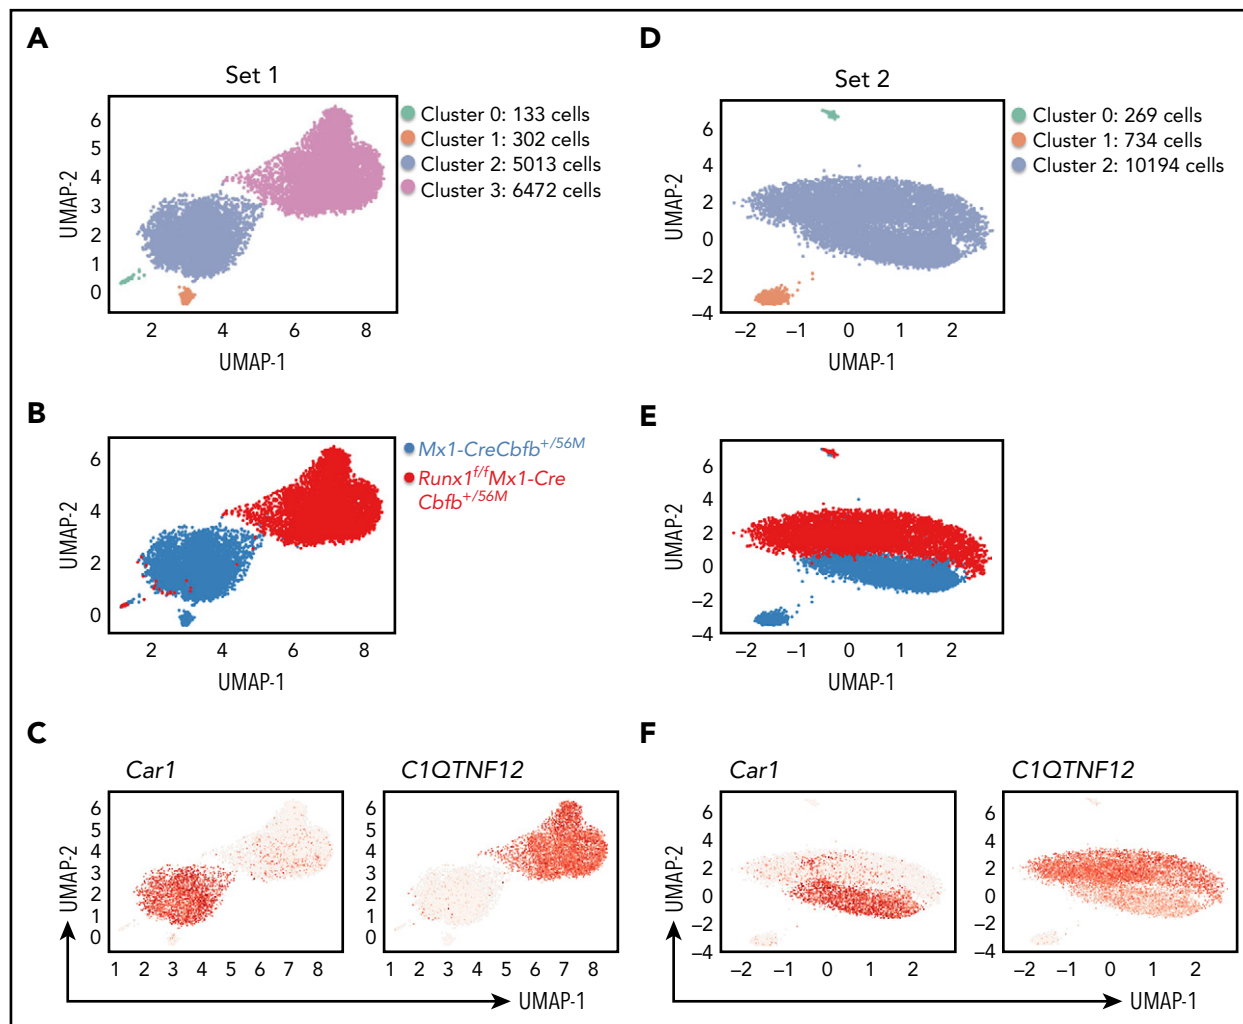 A
Set 1
6
5
4
3
2
1
0
UMAP-2
2 4 6 8
UMAP-1
Cluster 0: 133 cells
Cluster 1: 302 cells
Cluster 2: 5013 cells
Cluster 3: 6472 cells
D
Set 2
6
4
2
0
−2
−4
UMAP-2
−2 −1 0 1 2
UMAP-1
Cluster 0: 269 cells
Cluster 1: 734 cells
Cluster 2: 10194 cells
B
6
4
2
0
UMAP-2
2 4 6 8
UMAP-1
Mx1-CreCbfb+/56M
Runx1f/fMx1-Cre
Cbfb+/56M
E
6
4
2
0
−2
−4
UMAP-2
−2 −1 0 1 2
UMAP-1
C
Car1
6
5
4
3
2
1
0
UMAP-2
1 2 3 4 5 6 7 8
C1QTNF12
6
5
4
3
2
1
0
1 2 3 4 5 6 7 8
UMAP-1
F
Car1
6
4
2
0
−2
−4
UMAP-2
−2 −1 0 1 2
C1QTNF12
6
4
2
0
−2
−4
−2 −1 0 1 2
UMAP-1